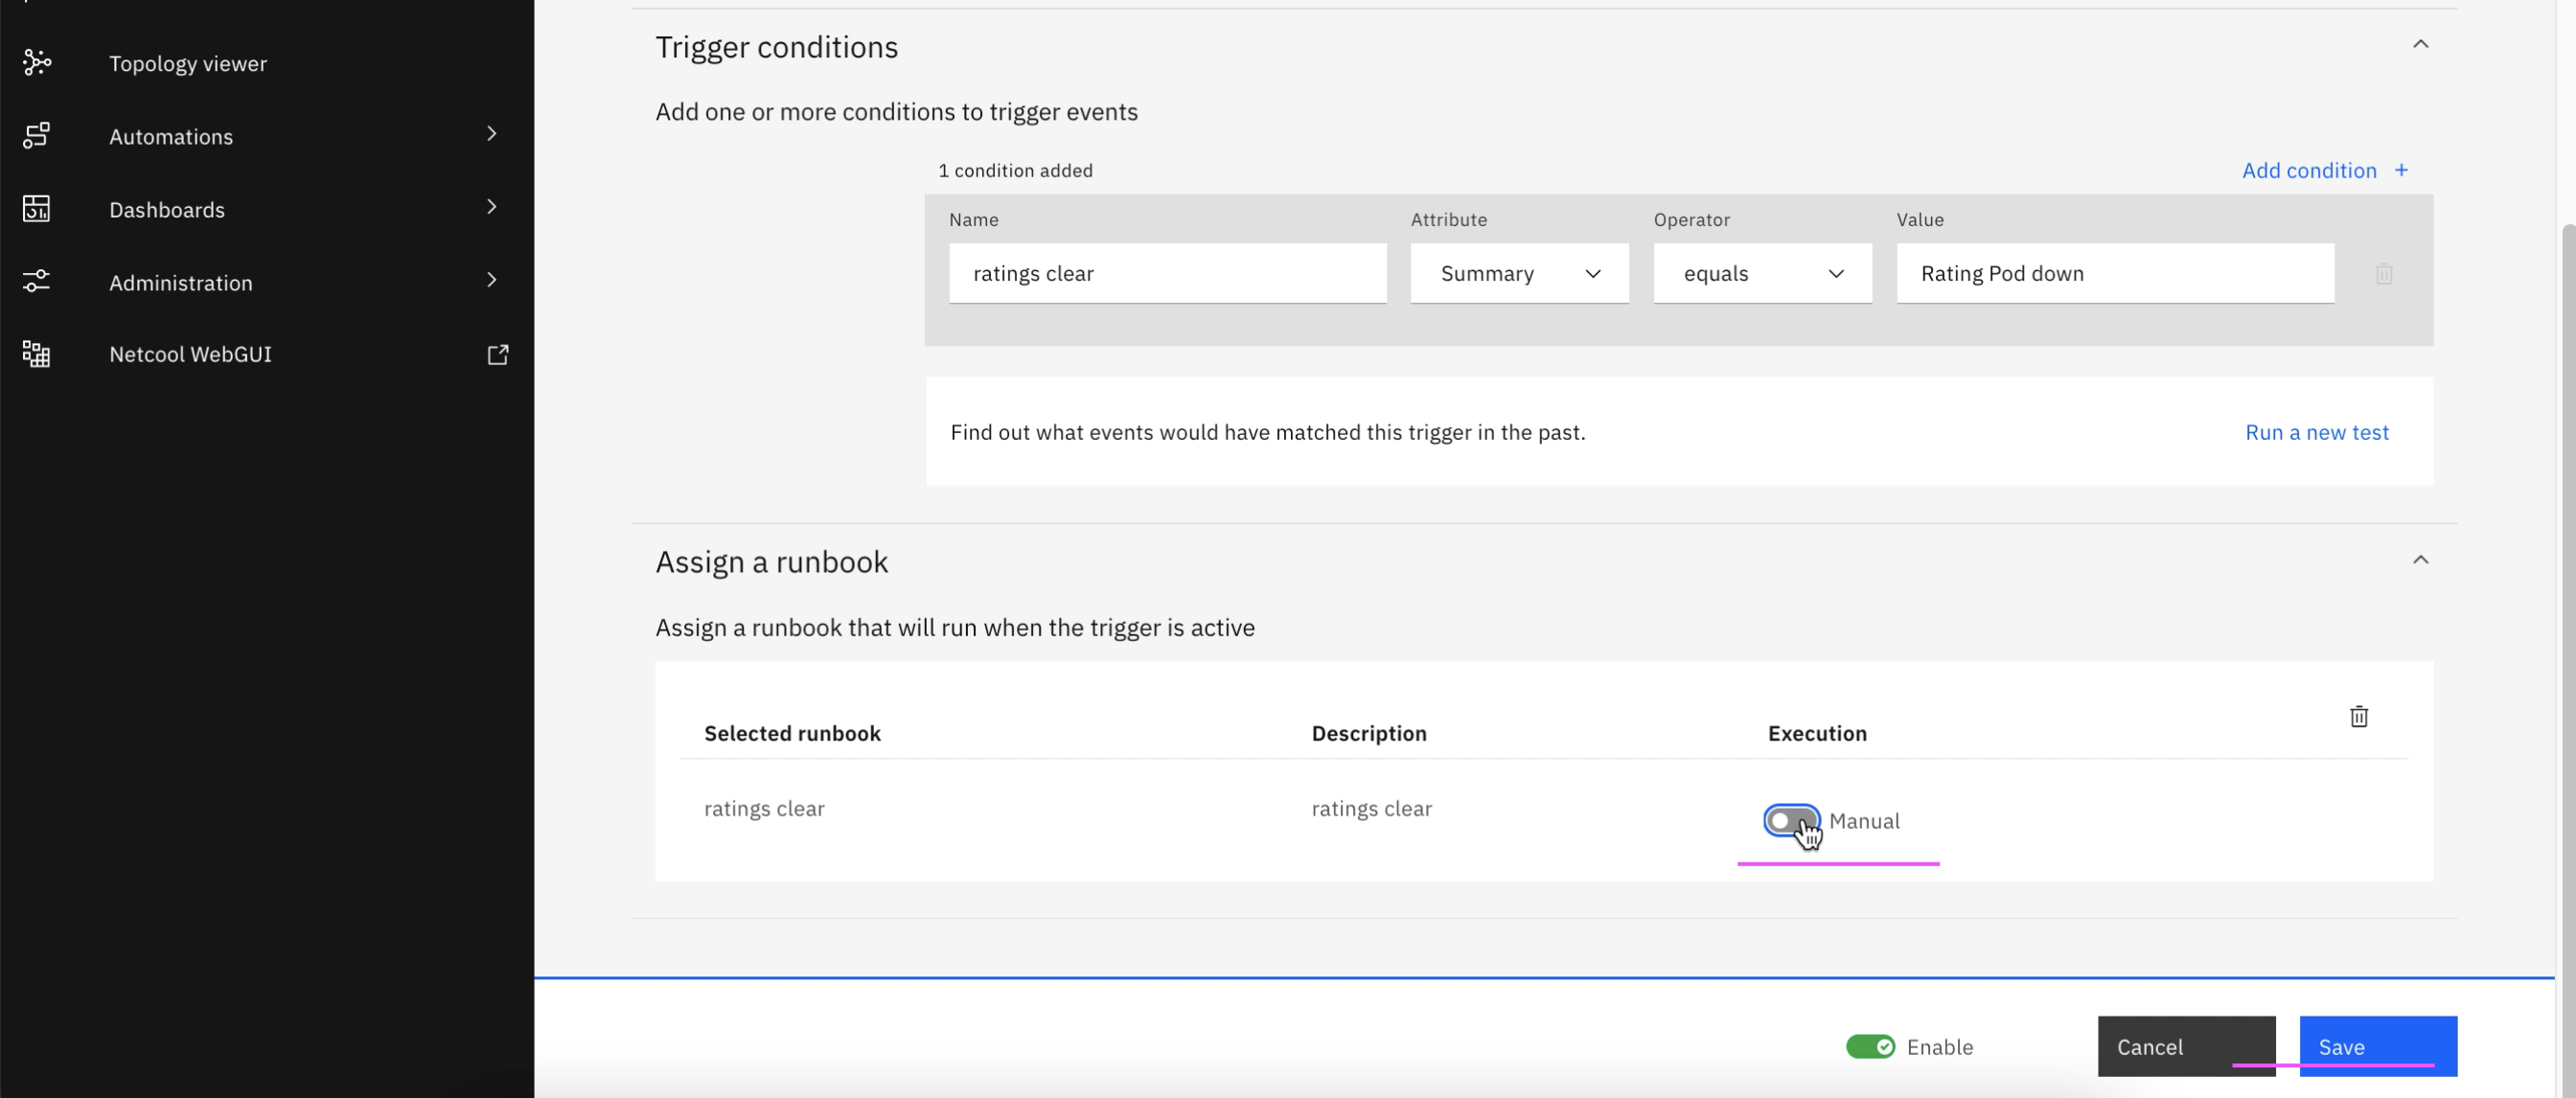 Topology viewer
Automations
Dashboards
Administration
Netcool WebGUI
Trigger conditions
Add one or more conditions to trigger events
1 condition added
Add condition +
Name Attribute Operator Value
ratings clear Summary equals Rating Pod down
Find out what events would have matched this trigger in the past. Run a new test
Assign a runbook
Assign a runbook that will run when the trigger is active
Selected runbook Description Execution
ratings clear ratings clear Manual
Enable Cancel Save